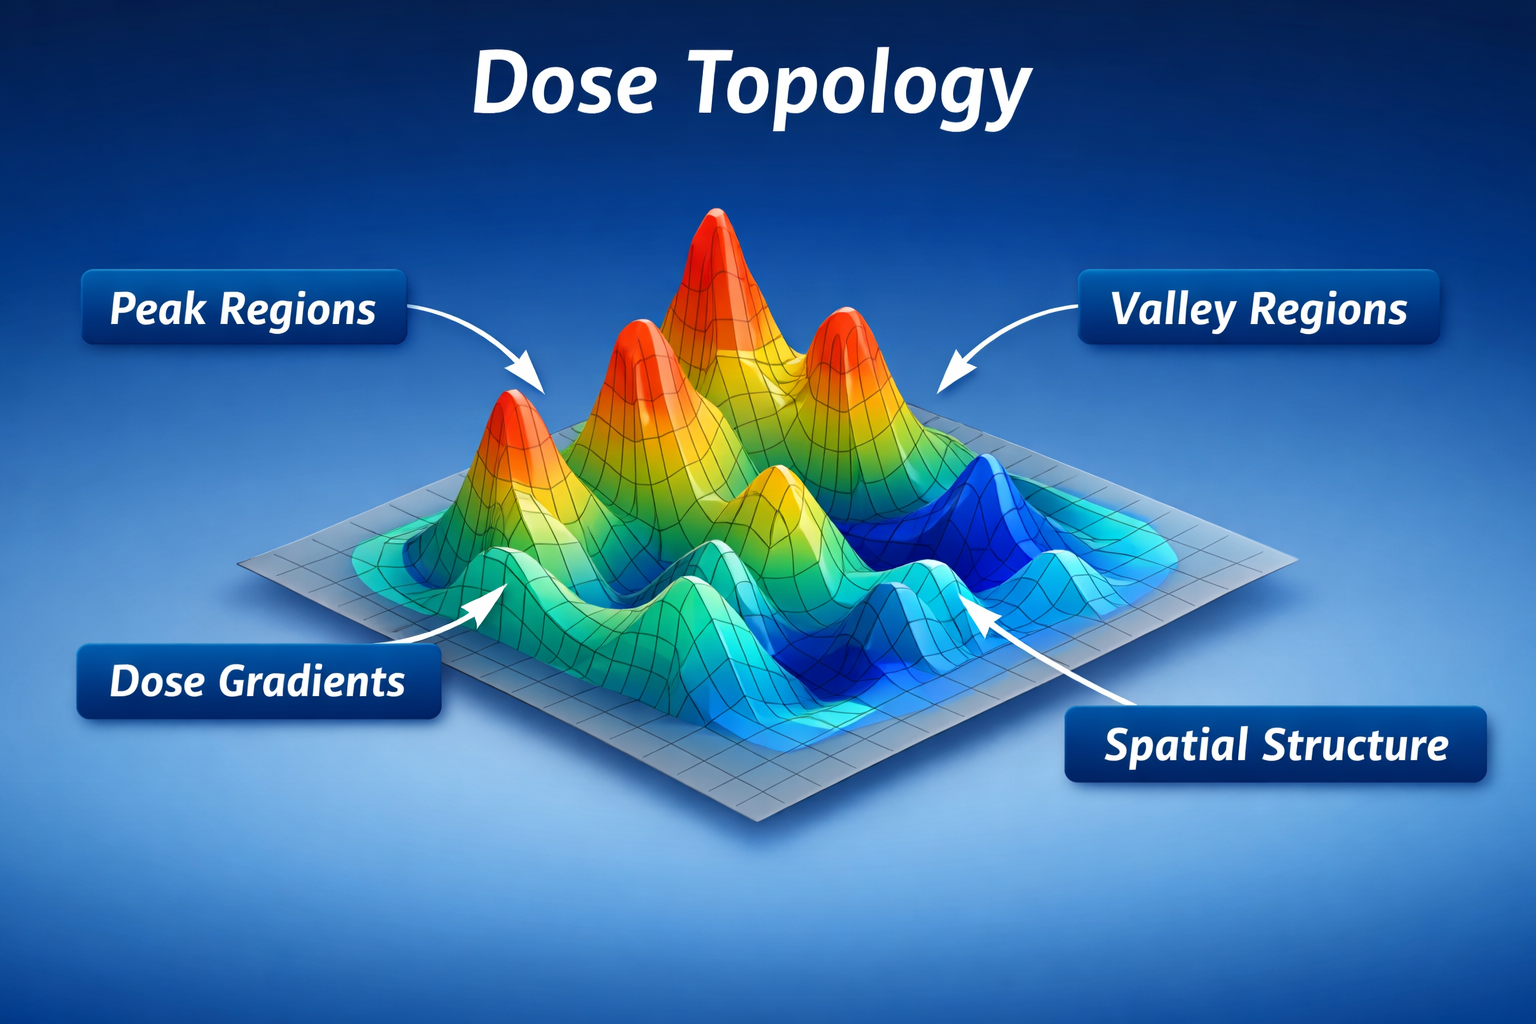 Dose Topology
Peak Regions
Valley Regions
Dose Gradients
Spatial Structure